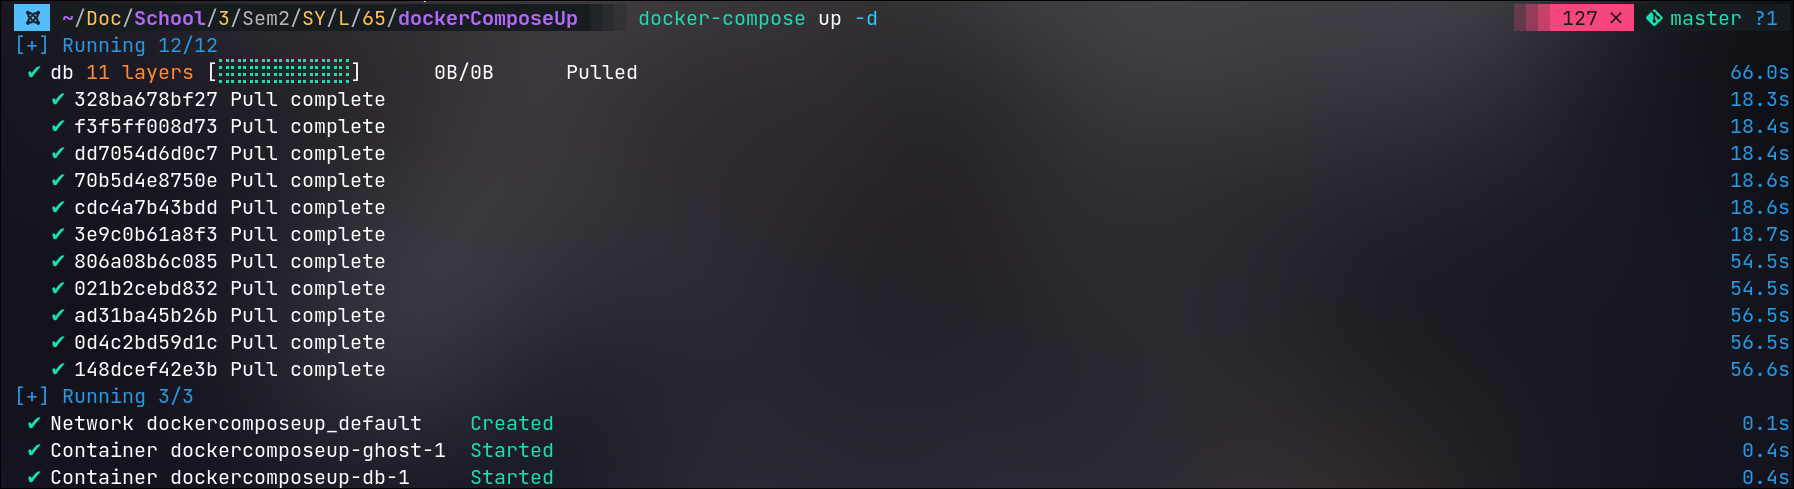 ~/Doc/School/3/Sem2/SY/L/65/dockerComposeUp docker-compose up -d 127 ✕ master ?1
[+] Running 12/12
✔ db 11 layers [⣿⣿⣿⣿⣿⣿⣿⣿⣿⣿⣿] 0B/0B Pulled 66.0s
✔ 328ba678bf27 Pull complete 18.3s
✔ f3f5ff008d73 Pull complete 18.4s
✔ dd7054d6d0c7 Pull complete 18.4s
✔ 70b5d4e8750e Pull complete 18.6s
✔ cdc4a7b43bdd Pull complete 18.6s
✔ 3e9c0b61a8f3 Pull complete 18.7s
✔ 806a08b6c085 Pull complete 54.5s
✔ 021b2cebd832 Pull complete 54.5s
✔ ad31ba45b26b Pull complete 56.5s
✔ 0d4c2bd59d1c Pull complete 56.5s
✔ 148dcef42e3b Pull complete 56.6s
[+] Running 3/3
✔ Network dockercomposeup_default Created 0.1s
✔ Container dockercomposeup-ghost-1 Started 0.4s
✔ Container dockercomposeup-db-1 Started 0.4s